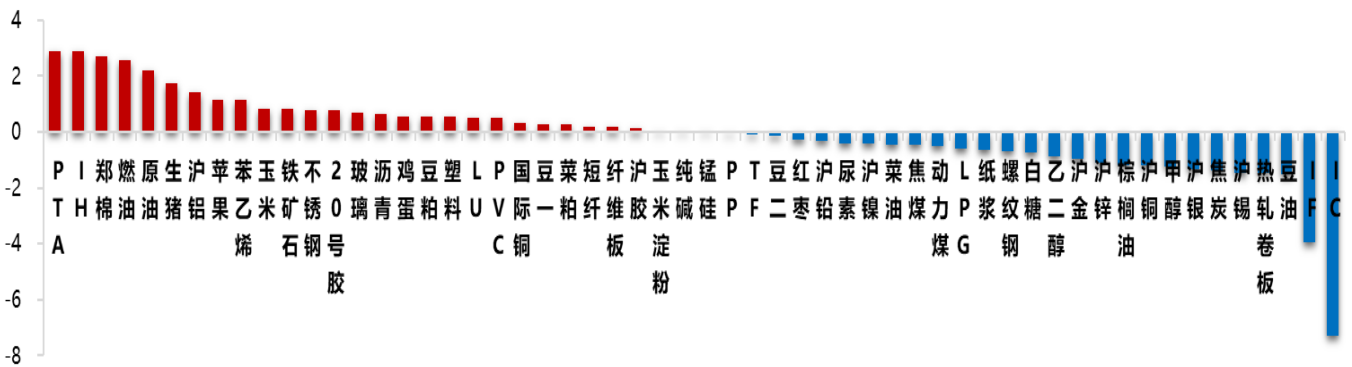 4
2
0
-2
-4
-6
-8
PTA
IH
郑棉
燃油
原油
生猪
沪铝
苹果
苯乙烯
玉米
铁矿石
不锈钢
20号胶
玻璃
沥青
鸡蛋
豆粕
塑料
LU
PVC
国际铜
豆一
菜粕
短纤
纤维板
沪胶
玉米淀粉
纯碱
锰硅
PP
TF
豆二
红枣
沪铅
尿素
沪镍
菜油
焦煤
动力煤
LPG
纸浆
螺纹钢
白糖
乙二醇
沪金
沪锌
棕榈油
沪铜
甲醇
沪银
焦炭
沪锡
热轧卷板
豆油
IF
IC